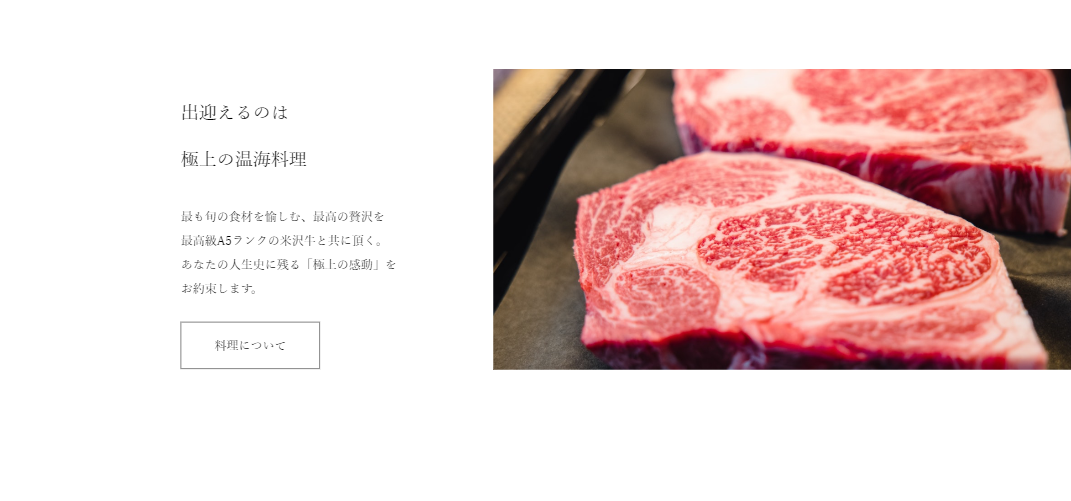 出迎えるのは
極上の温海料理
最も旬の食材を愉しむ、最高の贅沢を
最高級A5ランクの米沢牛と共に頂く。
あなたの人生史に残る「極上の感動」を
お約束します。
料理について